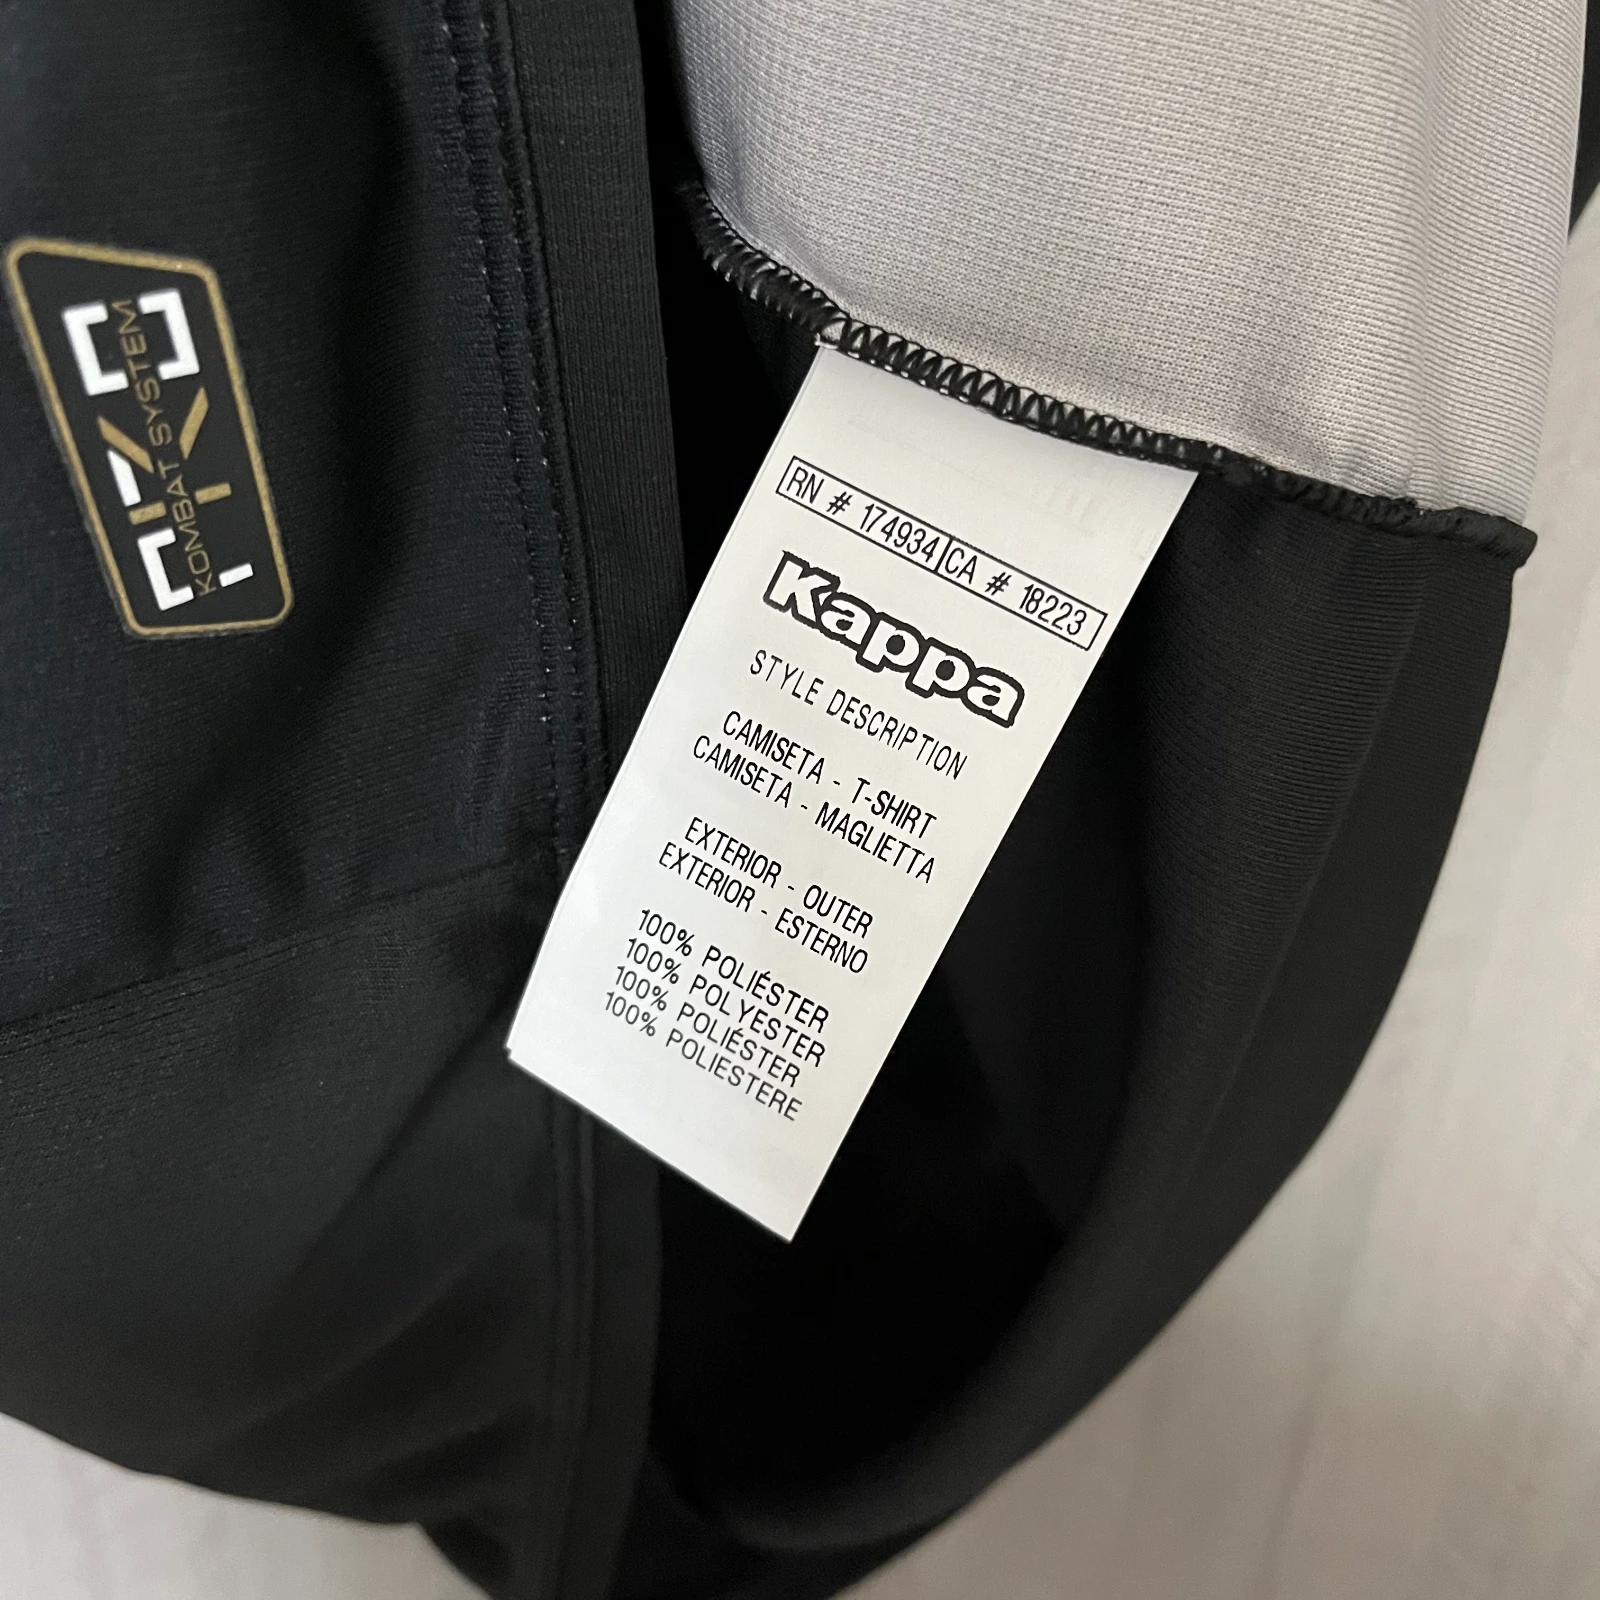 KOMBAT SYSTEM
RN # 174934 CA # 18223
Kappa
STYLE DESCRIPTION
CAMISETA - T-SHIRT
CAMISETA - MAGLIETTA
EXTERIOR - OUTER
EXTERIOR - ESTERNO
100% POLIÉSTER
100% POLYESTER
100% POLIÉSTER
100% POLIESTERE